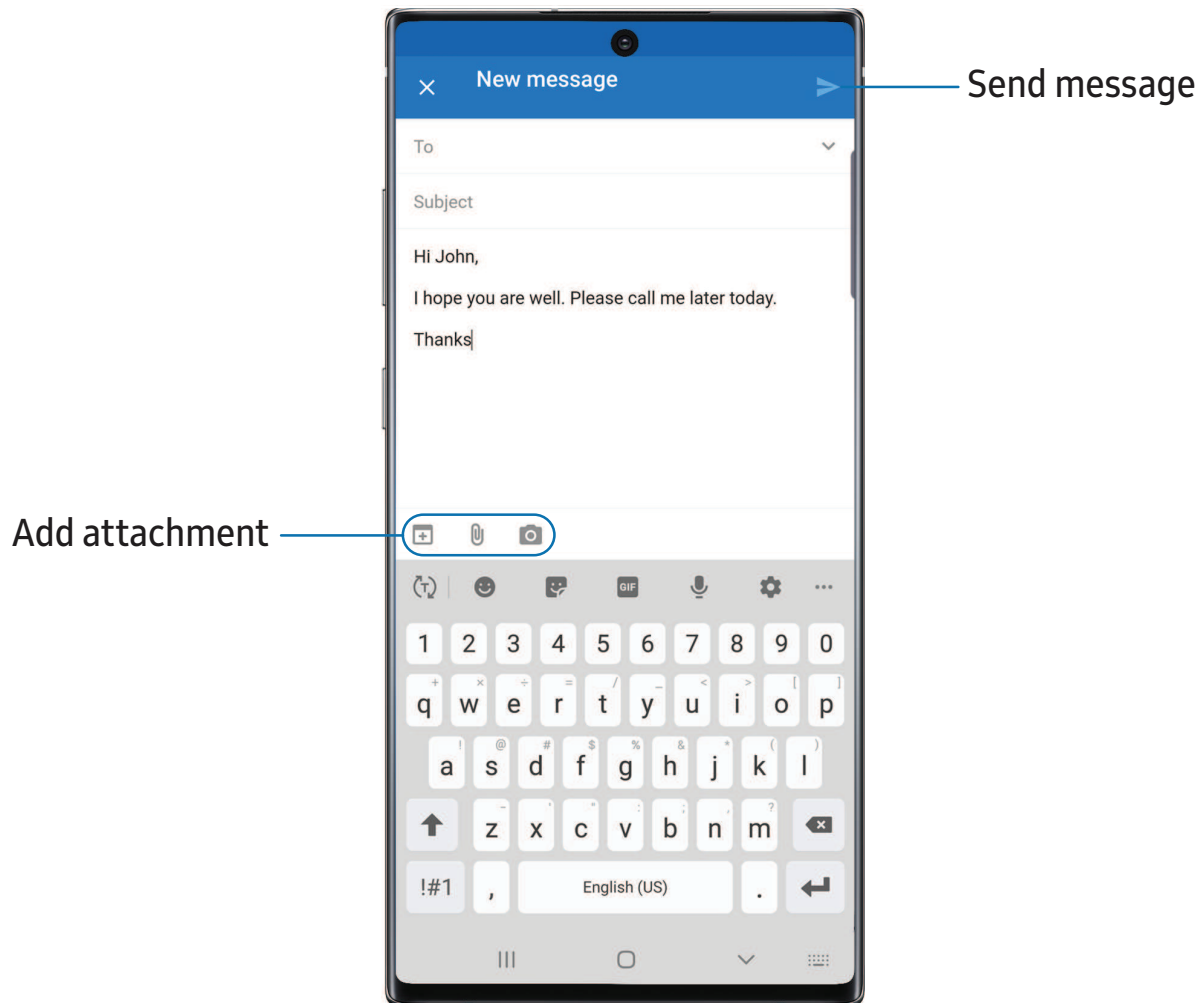 New message
Send message
To
Subject
Hi John,
I hope you are well. Please call me later today.
Thanks
Add attachment
T
GIF
1 2 3 4 5 6 7 8 9 0
+ × ÷ = / _ < > [ ]
q w e r t y u i o p
! @ # $ % & * ( )
a s d f g h j k l
- ' " : ; , ?
z x c v b n m
!#1 , English (US) .